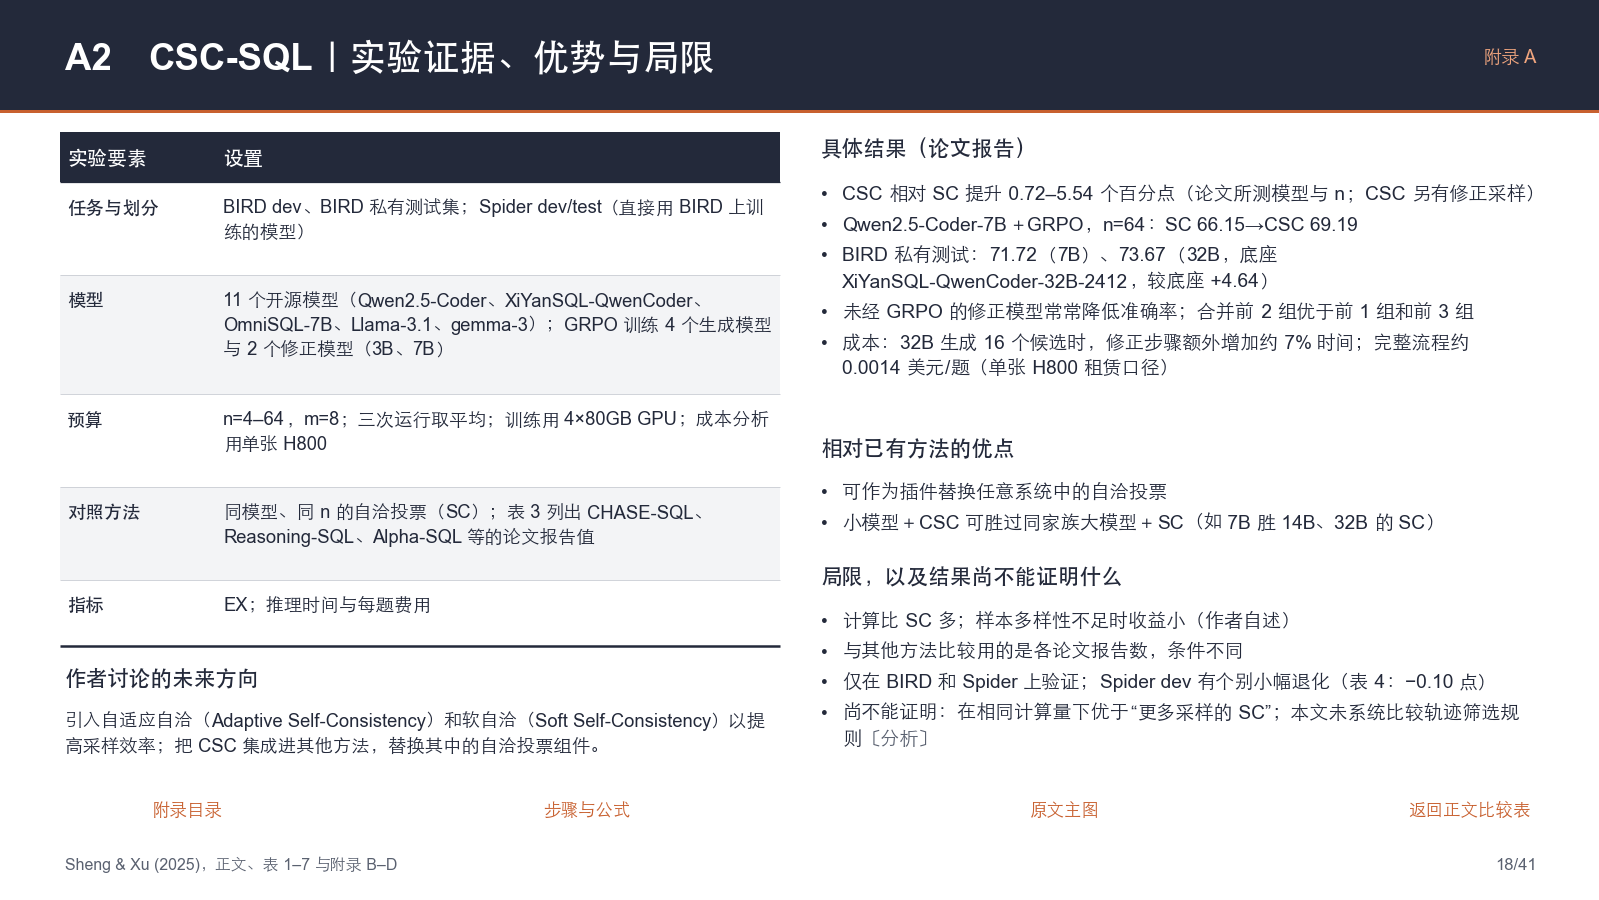 A2 CSC-SQL｜实验证据、优势与局限
附录 A
实验要素 设置
任务与划分 BIRD dev、BIRD 私有测试集；Spider dev/test（直接用 BIRD 上训
练的模型）
模型 11 个开源模型（Qwen2.5-Coder、XiYanSQL-QwenCoder、
OmniSQL-7B、Llama-3.1、gemma-3）；GRPO 训练 4 个生成模型
与 2 个修正模型（3B、7B）
预算 n=4–64，m=8；三次运行取平均；训练用 4×80GB GPU；成本分析
用单张 H800
对照方法 同模型、同 n 的自洽投票（SC）；表 3 列出 CHASE-SQL、
Reasoning-SQL、Alpha-SQL 等的论文报告值
指标 EX；推理时间与每题费用
作者讨论的未来方向
引入自适应自洽（Adaptive Self-Consistency）和软自洽（Soft Self-Consistency）以提
高采样效率；把 CSC 集成进其他方法，替换其中的自洽投票组件。
具体结果（论文报告）
• CSC 相对 SC 提升 0.72–5.54 个百分点（论文所测模型与 n；CSC 另有修正采样）
• Qwen2.5-Coder-7B＋GRPO，n=64：SC 66.15→CSC 69.19
• BIRD 私有测试：71.72（7B）、73.67（32B，底座
XiYanSQL-QwenCoder-32B-2412，较底座 +4.64）
• 未经 GRPO 的修正模型常常降低准确率；合并前 2 组优于前 1 组和前 3 组
• 成本：32B 生成 16 个候选时，修正步骤额外增加约 7% 时间；完整流程约
0.0014 美元/题（单张 H800 租赁口径）
相对已有方法的优点
• 可作为插件替换任意系统中的自洽投票
• 小模型＋CSC 可胜过同家族大模型＋SC（如 7B 胜 14B、32B 的 SC）
局限，以及结果尚不能证明什么
• 计算比 SC 多；样本多样性不足时收益小（作者自述）
• 与其他方法比较用的是各论文报告数，条件不同
• 仅在 BIRD 和 Spider 上验证；Spider dev 有个别小幅退化（表 4：−0.10 点）
• 尚不能证明：在相同计算量下优于“更多采样的 SC”；本文未系统比较轨迹筛选规
则〔分析〕
附录目录 步骤与公式 原文主图 返回正文比较表
Sheng & Xu (2025)，正文、表 1–7 与附录 B–D
18/41